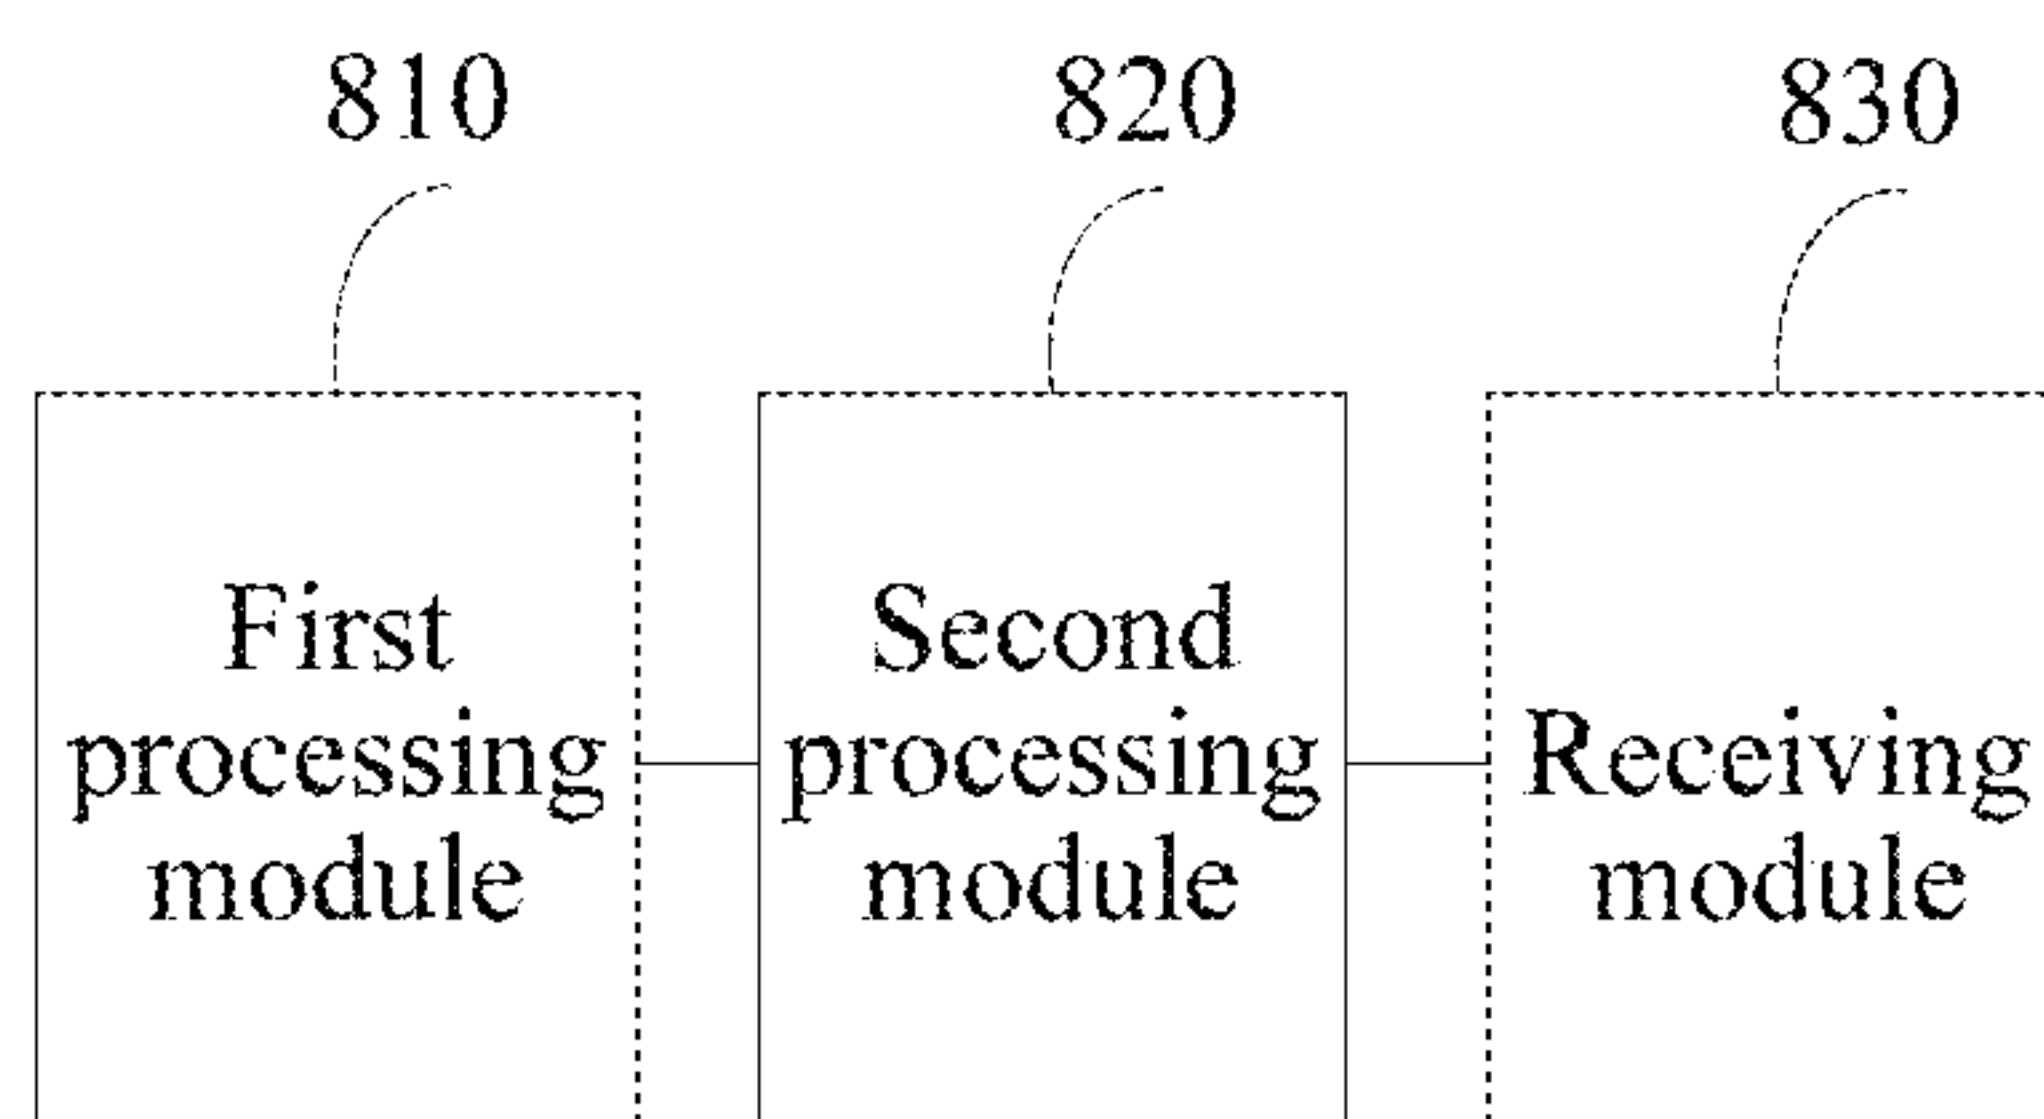 810
820
830
First
processing
module
Second
processing
module
Receiving
module